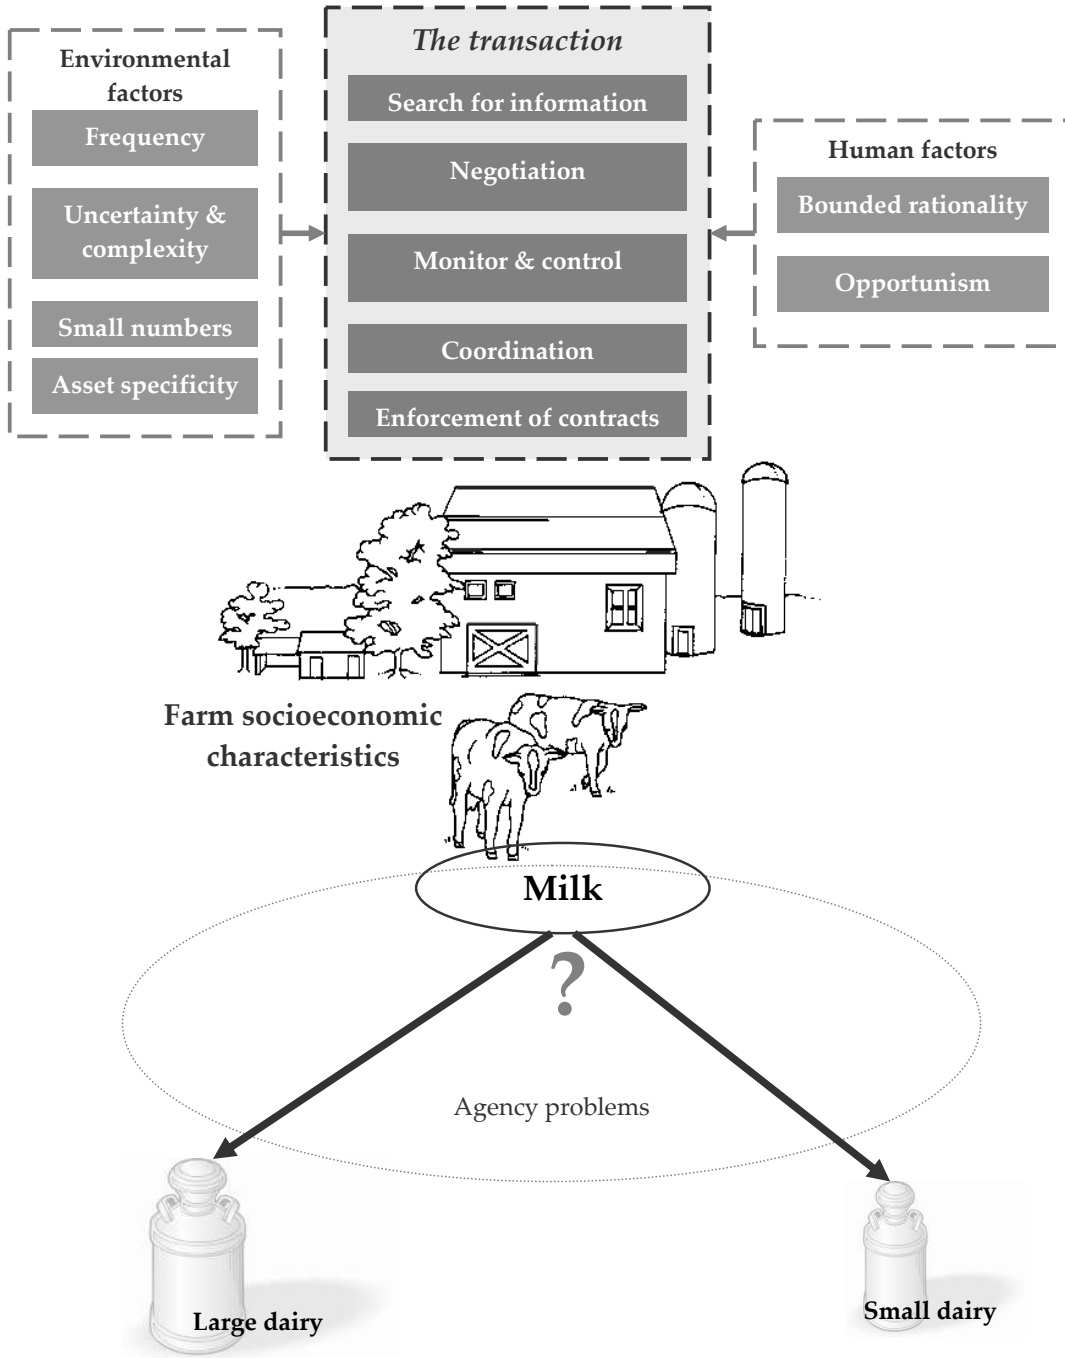 Environmental
factors
Frequency
Uncertainty &
complexity
Small numbers
Asset specificity
The transaction
Search for information
Negotiation
Monitor & control
Coordination
Enforcement of contracts
Human factors
Bounded rationality
Opportunism
Farm socioeconomic
characteristics
Milk
?
Agency problems
Large dairy
Small dairy